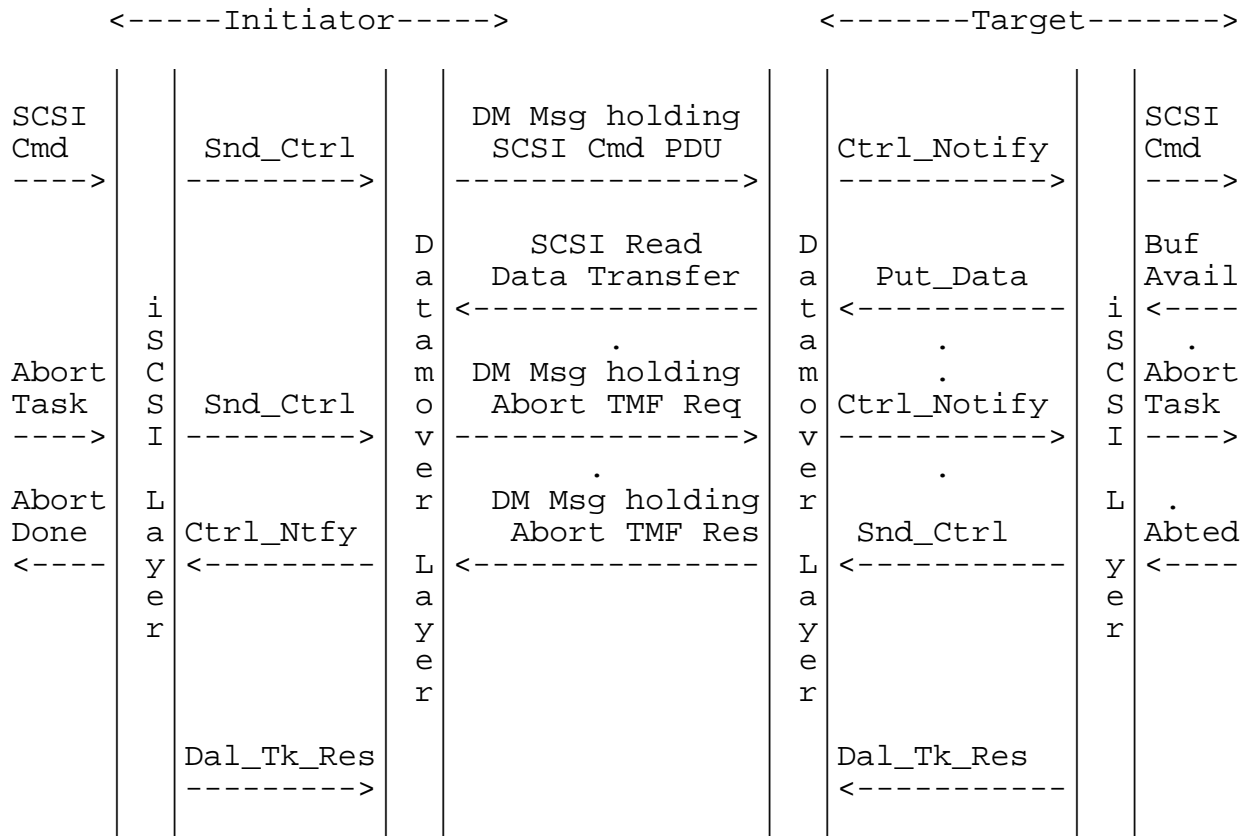 <-----Initiator-----> <-------Target------->
SCSI DM Msg holding SCSI
Cmd Snd_Ctrl SCSI Cmd PDU Ctrl_Notify Cmd
----> ---------> ---------------> -----------> ---->
D SCSI Read D Buf
a Data Transfer a Put_Data Avail
i t <--------------- t <----------- i <----
S a . a . S .
Abort C m DM Msg holding m . C Abort
Task S Snd_Ctrl o Abort TMF Req o Ctrl_Notify S Task
----> I ---------> v ---------------> v -----------> I ---->
e . e .
Abort L r DM Msg holding r L .
Done a Ctrl_Ntfy Abort TMF Res Snd_Ctrl Abted
<---- y <--------- L <--------------- L <----------- y <----
e a a e
r y y r
e e
r r
Dal_Tk_Res Dal_Tk_Res
---------> <-----------